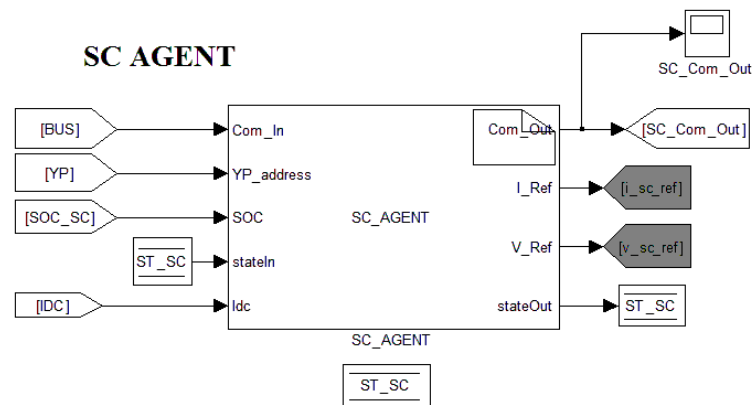 SC AGENT
SC_Com_Out
[BUS]
Com_In
Com_Out
[SC_Com_Out]
[YP]
YP_address
I_Ref
[i_sc_ref]
[SOC_SC]
SOC
SC_AGENT
V_Ref
[v_sc_ref]
ST_SC
stateIn
[IDC]
Idc
stateOut
ST_SC
SC_AGENT
ST_SC